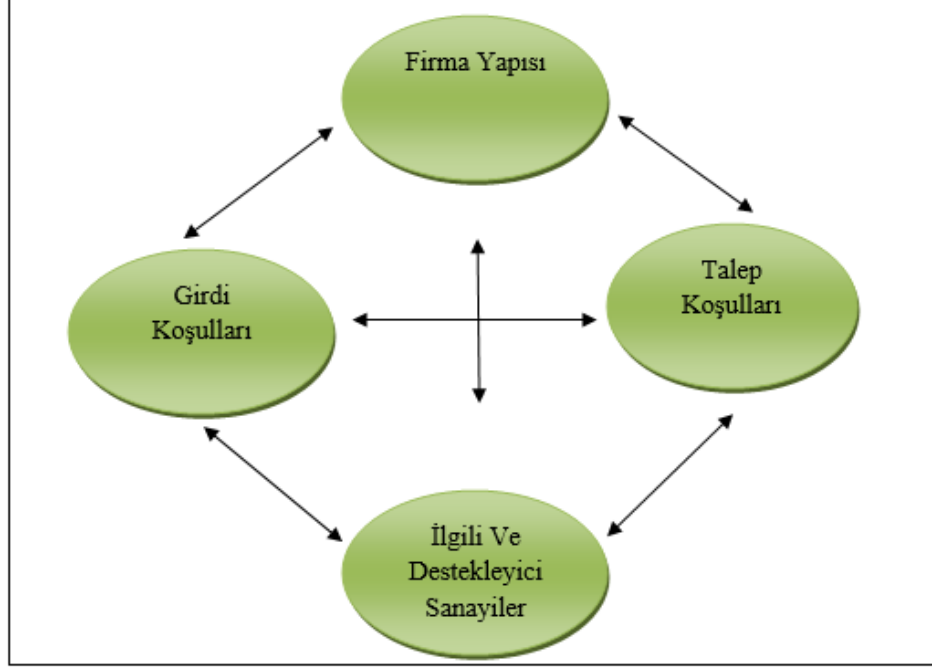 Firma Yapısı
Girdi
Koşulları
Talep
Koşulları
İlgili Ve
Destekleyici
Sanayiler